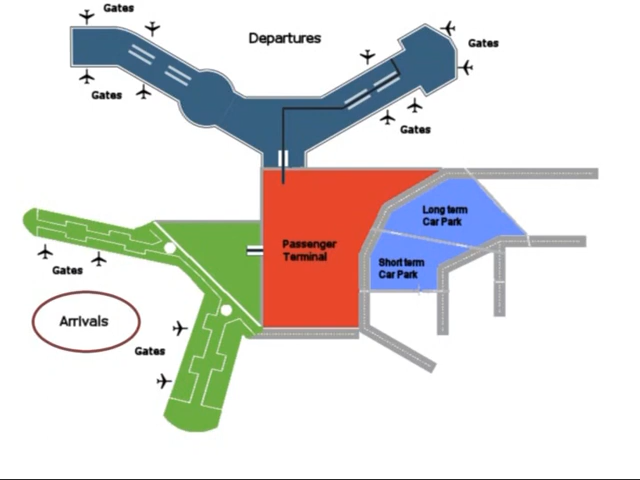 Gates
Departures
Gates
Gates
Gates
Long term
Car Park
Passenger
Terminal
Short term
Car Park
Gates
Arrivals
Gates